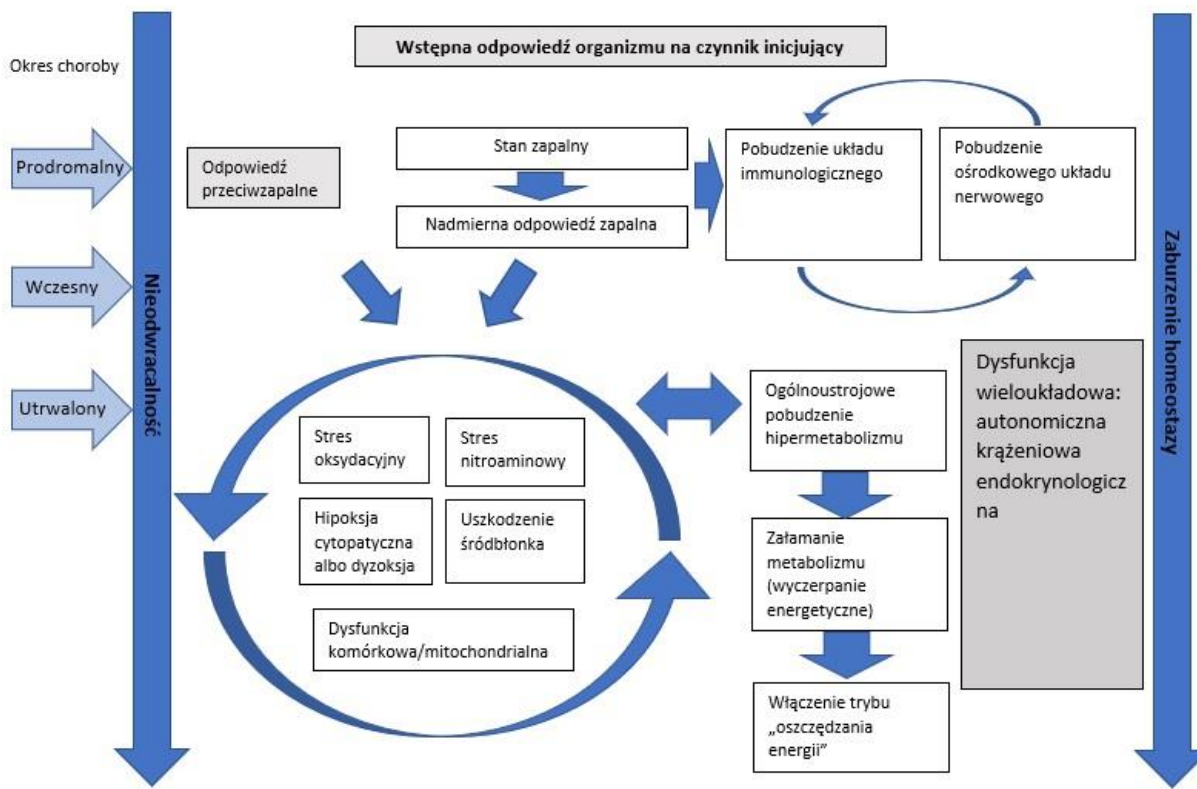 Wstępna odpowiedź organizmu na czynnik inicjujący
Okres choroby
Prodromalny
Wczesny
Utrwalony
Nieodwracalność
Odpowiedź
przeciwzapalne
Stan zapalny
Nadmierna odpowiedź zapalna
Pobudzenie układu
immunologicznego
Pobudzenie
ośrodkowego układu
nerwowego
Stres
oksydacyjny
Stres
nitroaminowy
Hipoksja
cytopatyczna
albo dyzoksja
Uszkodzenie
śródbłonka
Dysfunkcja
komórkowa/mitochondrialna
Ogólnoustrojowe
pobudzenie
hipermetabolizmu
Załamanie
metabolizmu
(wyczerpanie
energetyczne)
Włączenie trybu
„oszczędzania
energii”
Dysfunkcja
wieloukładowa:
autonomiczna
krążeniowa
endokrynologicz
na
Zaburzenie homeostazy